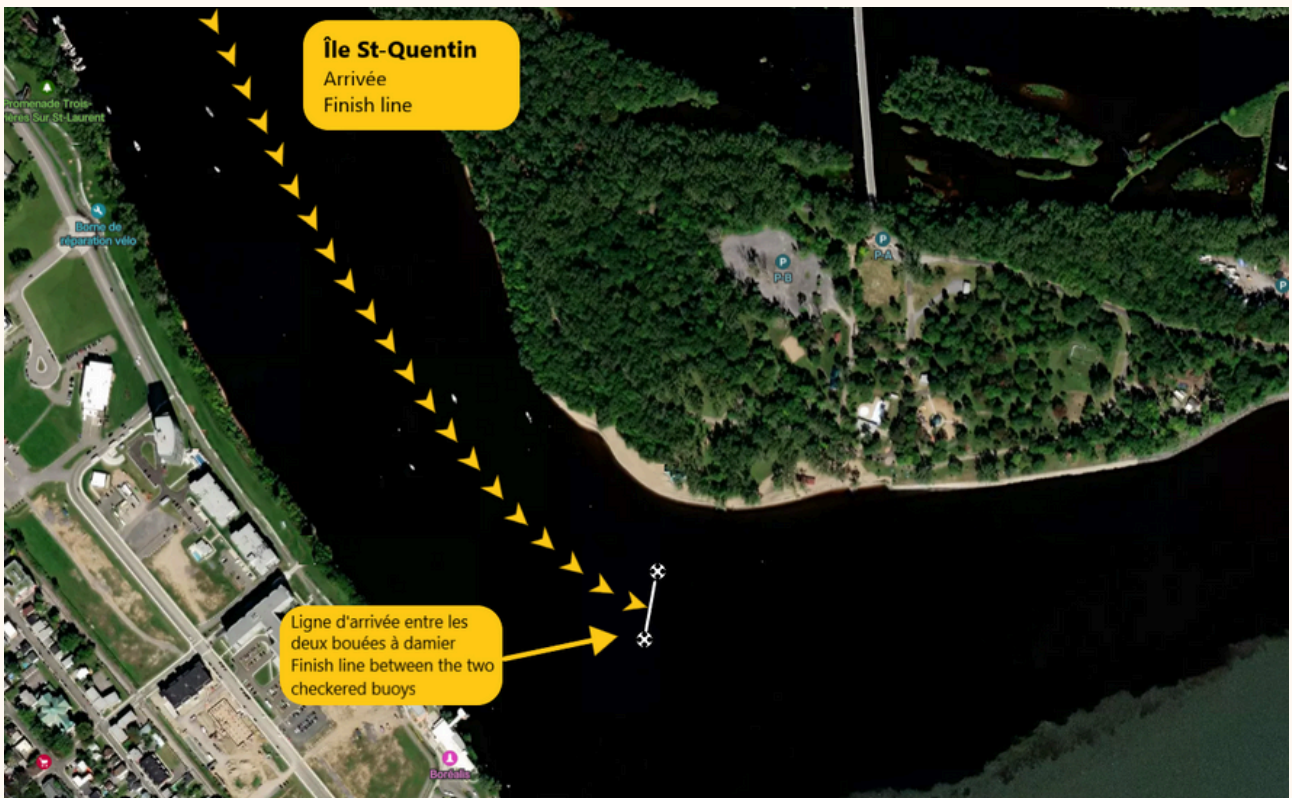 Île St-Quentin
Arrivée
Finish line
Promenade Trois-
ières Sur St-Laurent
Borne de
réparation vélo
P
P A
P
P B
P
Ligne d'arrivée entre les
deux bouées à damier
Finish line between the two
checkered buoys
Boréalis